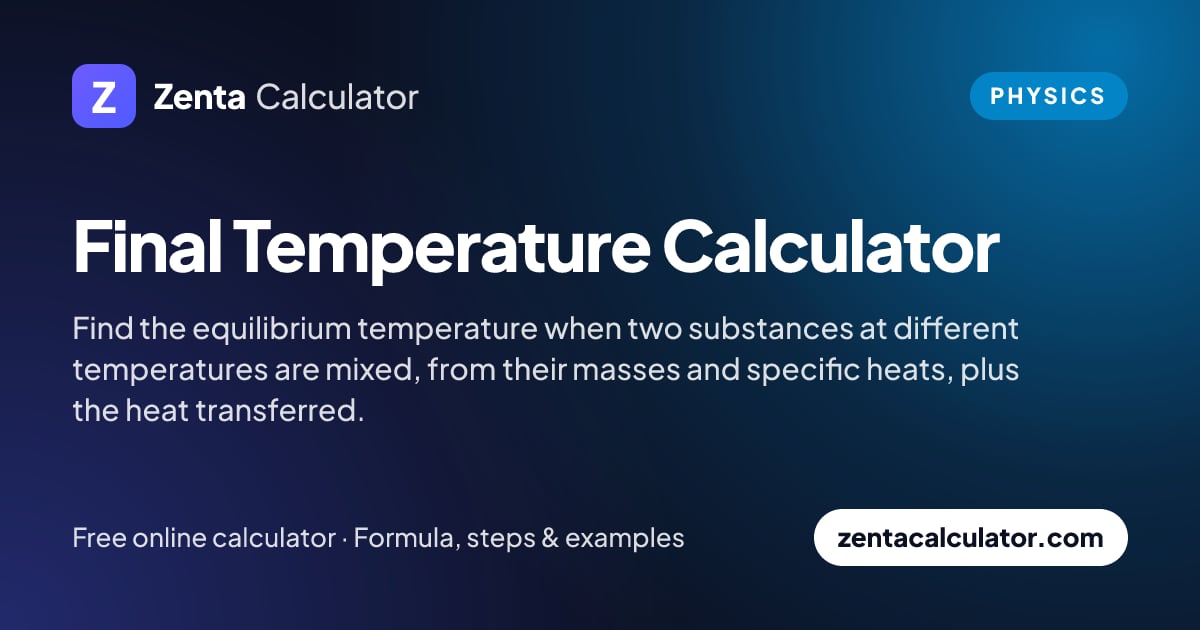 Z
Zenta Calculator
PHYSICS
Final Temperature Calculator
Find the equilibrium temperature when two substances at different
temperatures are mixed, from their masses and specific heats, plus
the heat transferred.
Free online calculator · Formula, steps & examples
zentacalculator.com